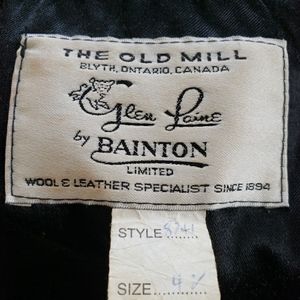 THE OLD MILL
BLYTH, ONTARIO, CANADA
Glen Laine
by BAINTON
LIMITED
WOOL & LEATHER SPECIALIST SINCE 1894
STYLE
SIZE